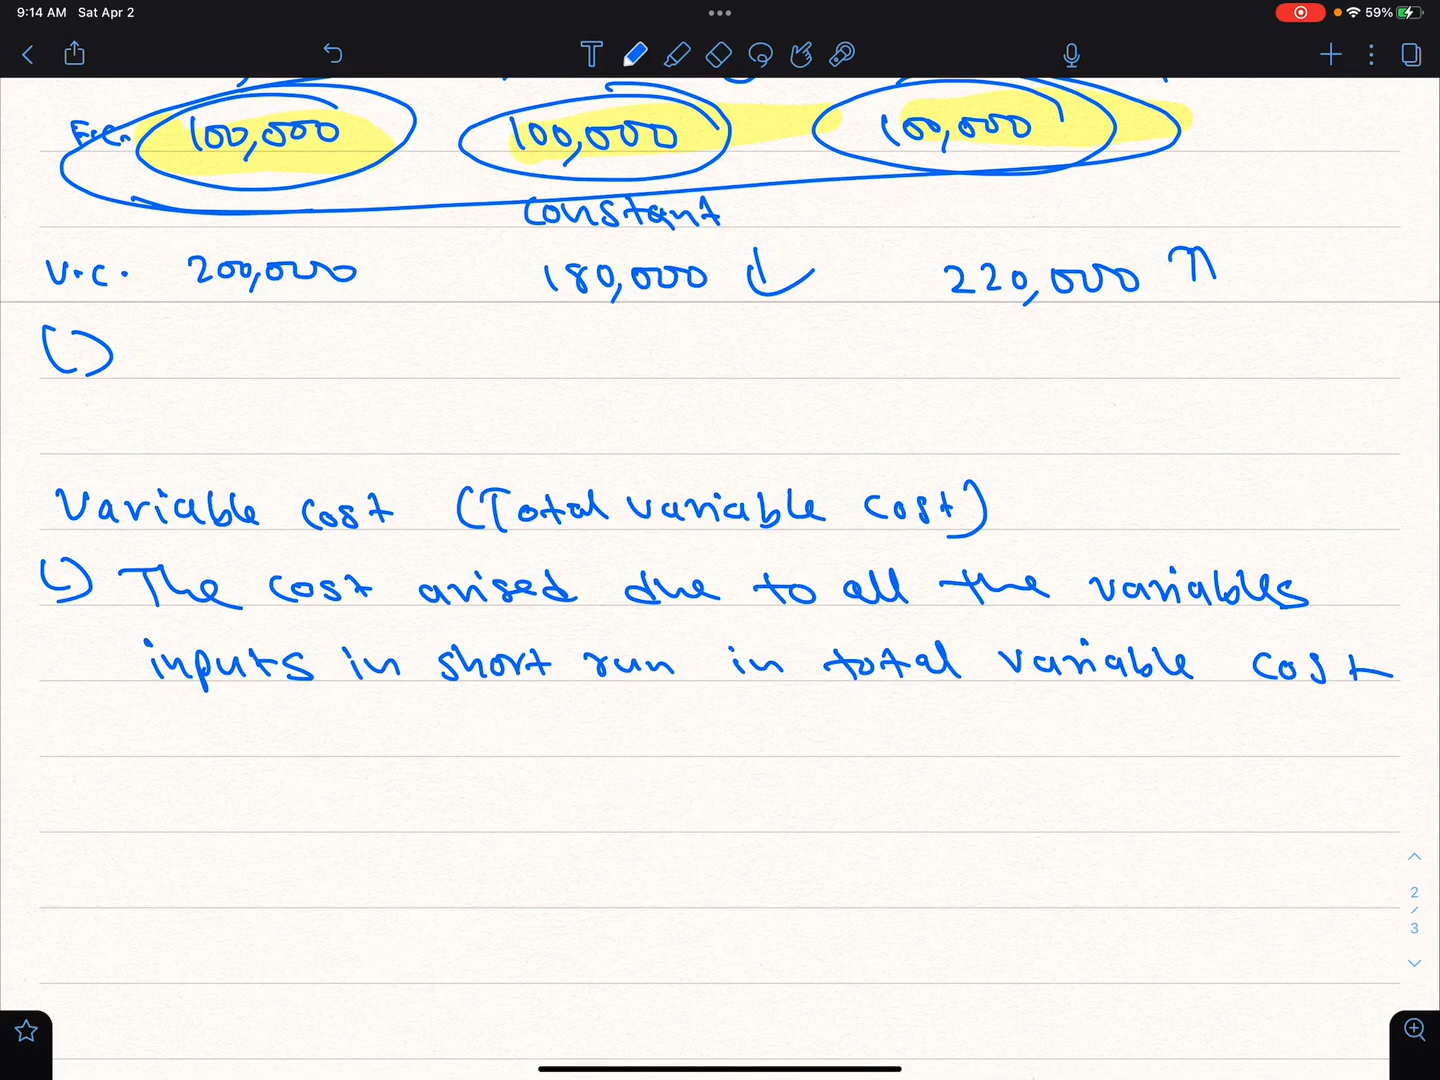 9:14 AM Sat Apr 2
59%
F.C. 100,000 100,000 100,000
constant
V.C. 200,000 180,000 ↓ 220,000 ↑
Variable cost (Total variable cost)
The cost arised due to all the variables
inputs in short run in total variable cost
2
/
3